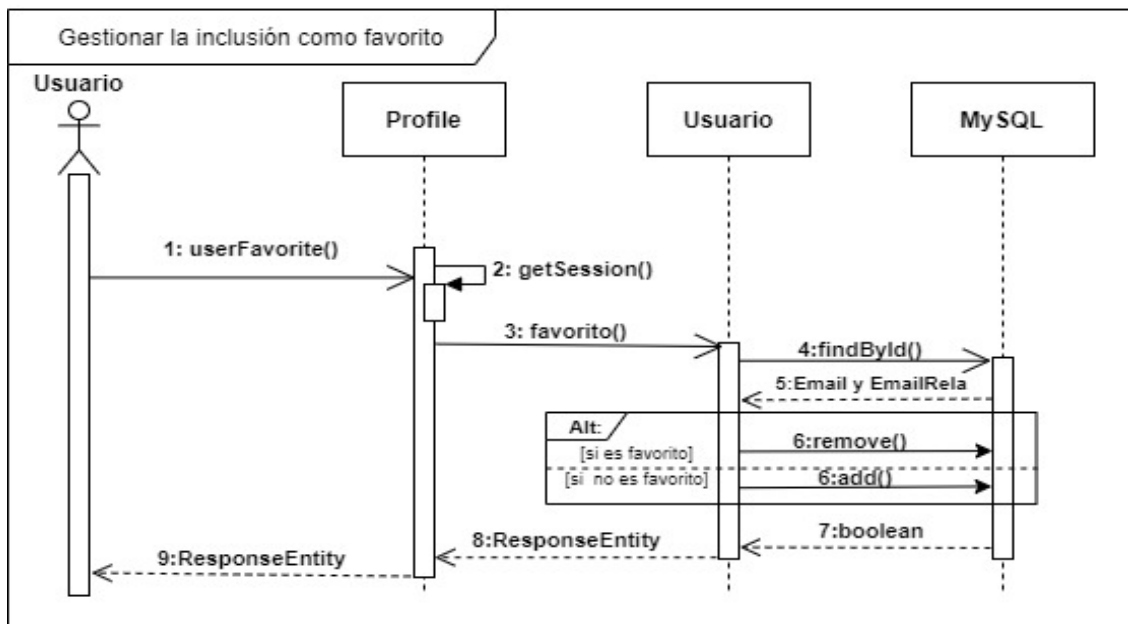 Gestionar la inclusión como favorito
Usuario
Profile
Usuario
MySQL
1: userFavorite()
2: getSession()
3: favorito()
4:findById()
5:Email y EmailRela
Alt:
[si es favorito]
6:remove()
[si no es favorito]
6:add()
7:boolean
8:ResponseEntity
9:ResponseEntity